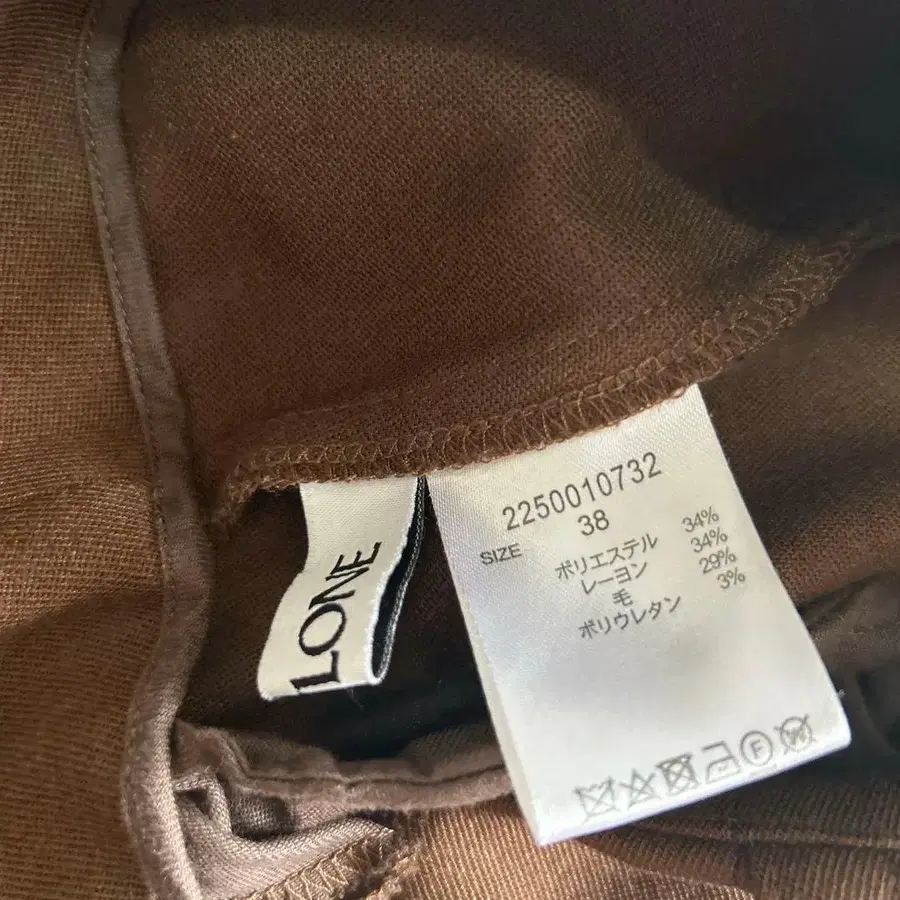 LONE
2250010732
SIZE 38
ポリエステル 34%
レーヨン 34%
毛 29%
ポリウレタン 3%
F
W